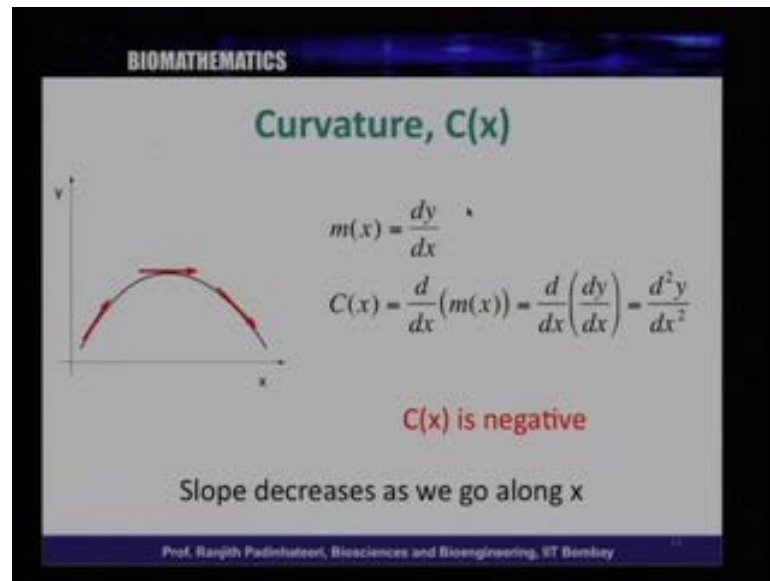 BIOMATHEMATICS
Curvature, C(x)
Y
m(x) = dy/dx
C(x) = d/dx (m(x)) = d/dx (dy/dx) = d²y/dx²
x
C(x) is negative
Slope decreases as we go along x
Prof. Ranjith Padinhateeri, Biosciences and Bioengineering, IIT Bombay